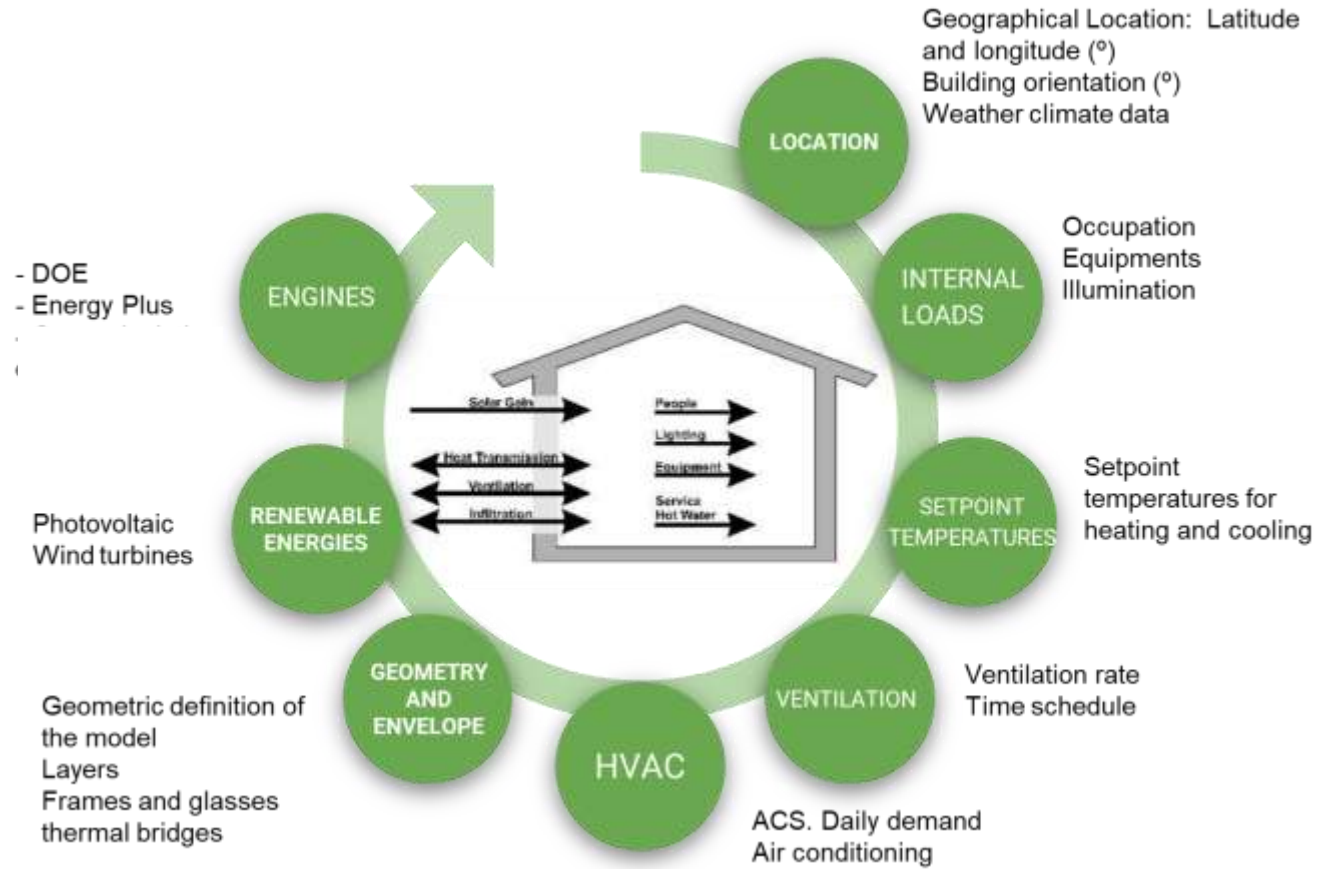 Geographical Location: Latitude
and longitude (º)
Building orientation (º)
Weather climate data
LOCATION
Occupation
Equipments
Illumination
INTERNAL
LOADS
Setpoint
temperatures for
heating and cooling
SETPOINT
TEMPERATURES
Ventilation rate
Time schedule
VENTILATION
HVAC
ACS. Daily demand
Air conditioning
GEOMETRY
AND
ENVELOPE
Geometric definition of
the model
Layers
Frames and glasses
thermal bridges
RENEWABLE
ENERGIES
Photovoltaic
Wind turbines
ENGINES
- DOE
- Energy Plus
Solar Gain
Heat Transmission
Ventilation
Infiltration
People
Lighting
Equipment
Service
Hot Water